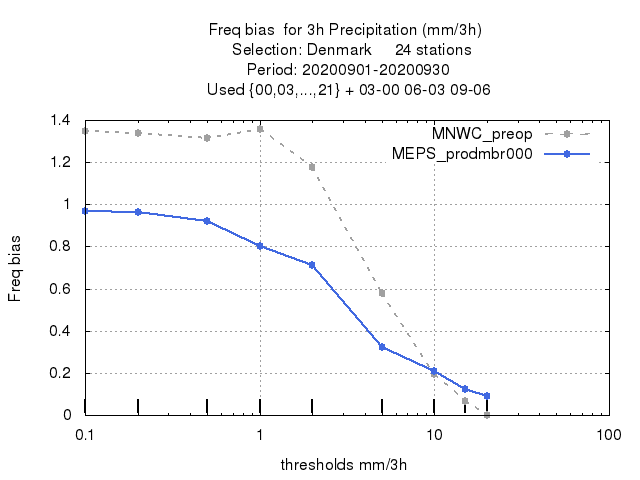 Freq bias  for 3h Precipitation (mm/3h)
Selection: Denmark     24 stations
Period: 20200901-20200930
Used {00,03,...,21} + 03-00 06-03 09-06
MNWC_preop
MEPS_prodmbr000
1.4
1.2
1
0.8
0.6
0.4
0.2
0
Freq bias
0.1 1 10 100
thresholds mm/3h